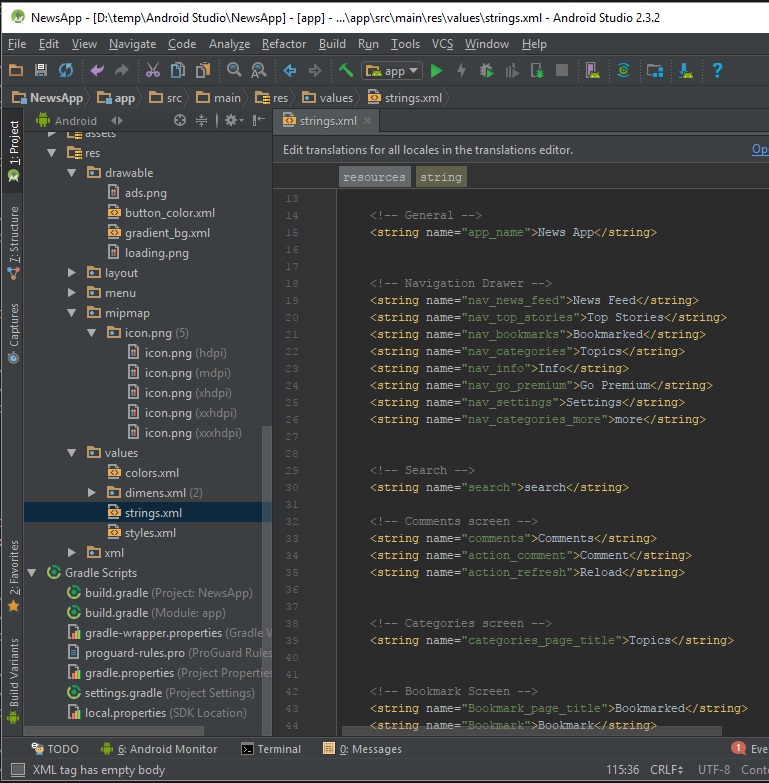 NewsApp - [D:\temp\Android Studio\NewsApp] - [app] - ...\app\src\main\res\values\strings.xml - Android Studio 2.3.2
File Edit View Navigate Code Analyze Refactor Build Run Tools VCS Window Help
app
NewsApp app src main res values strings.xml
1: Project
7: Structure
Captures
2: Favorites
Build Variants
Android
assets
res
drawable
ads.png
button_color.xml
gradient_bg.xml
loading.png
layout
menu
mipmap
icon.png (5)
icon.png (hdpi)
icon.png (mdpi)
icon.png (xhdpi)
icon.png (xxhdpi)
icon.png (xxxhdpi)
values
colors.xml
dimens.xml (2)
strings.xml
styles.xml
xml
Gradle Scripts
build.gradle (Project: NewsApp)
build.gradle (Module: app)
gradle-wrapper.properties (Gradle V
proguard-rules.pro (ProGuard Rules
gradle.properties (Project Propertie
settings.gradle (Project Settings)
local.properties (SDK Location)
strings.xml
Edit translations for all locales in the translations editor. Op
resources string
13
14 <!-- General -->
15 <string name="app_name">News App</string>
16
17
18 <!-- Navigation Drawer -->
19 <string name="nav_news_feed">News Feed</string>
20 <string name="nav_top_stories">Top Stories</string>
21 <string name="nav_bookmarks">Bookmarked</string>
22 <string name="nav_categories">Topics</string>
23 <string name="nav_info">Info</string>
24 <string name="nav_go_premium">Go Premium</string>
25 <string name="nav_settings">Settings</string>
26 <string name="nav_categories_more">more</string>
27
28
29 <!-- Search -->
30 <string name="search">search</string>
31
32 <!-- Comments screen -->
33 <string name="comments">Comments</string>
34 <string name="action_comment">Comment</string>
35 <string name="action_refresh">Reload</string>
36
37
38 <!-- Categories screen -->
39 <string name="categories_page_title">Topics</string>
40
41
42 <!-- Bookmark Screen -->
43 <string name="Bookmark_page_title">Bookmarked</string>
44 <string name="Bookmark">Bookmark</string>
TODO 6: Android Monitor Terminal 0: Messages 1 Eve
XML tag has empty body 115:36 CRLF UTF-8 Conte